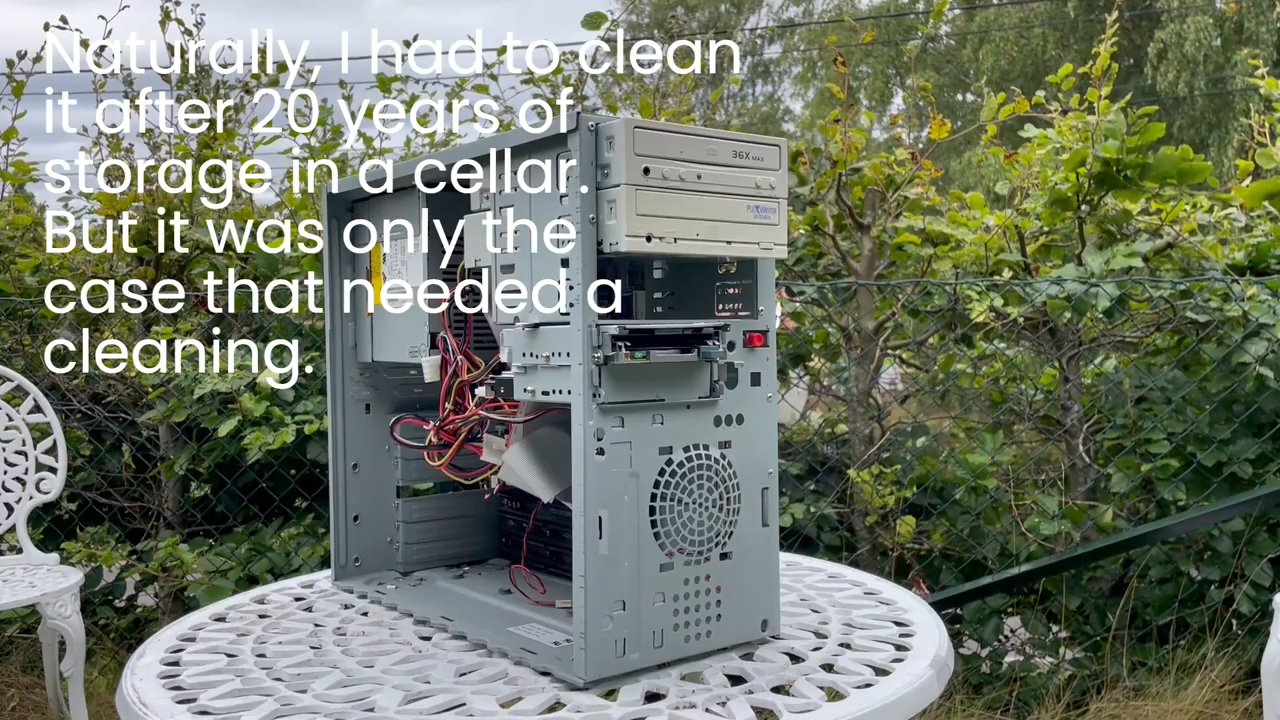 Naturally, I had to clean
it after 20 years of
storage in a cellar.
But it was only the
case that needed a
cleaning.
36X MAX
PLEXWRITER